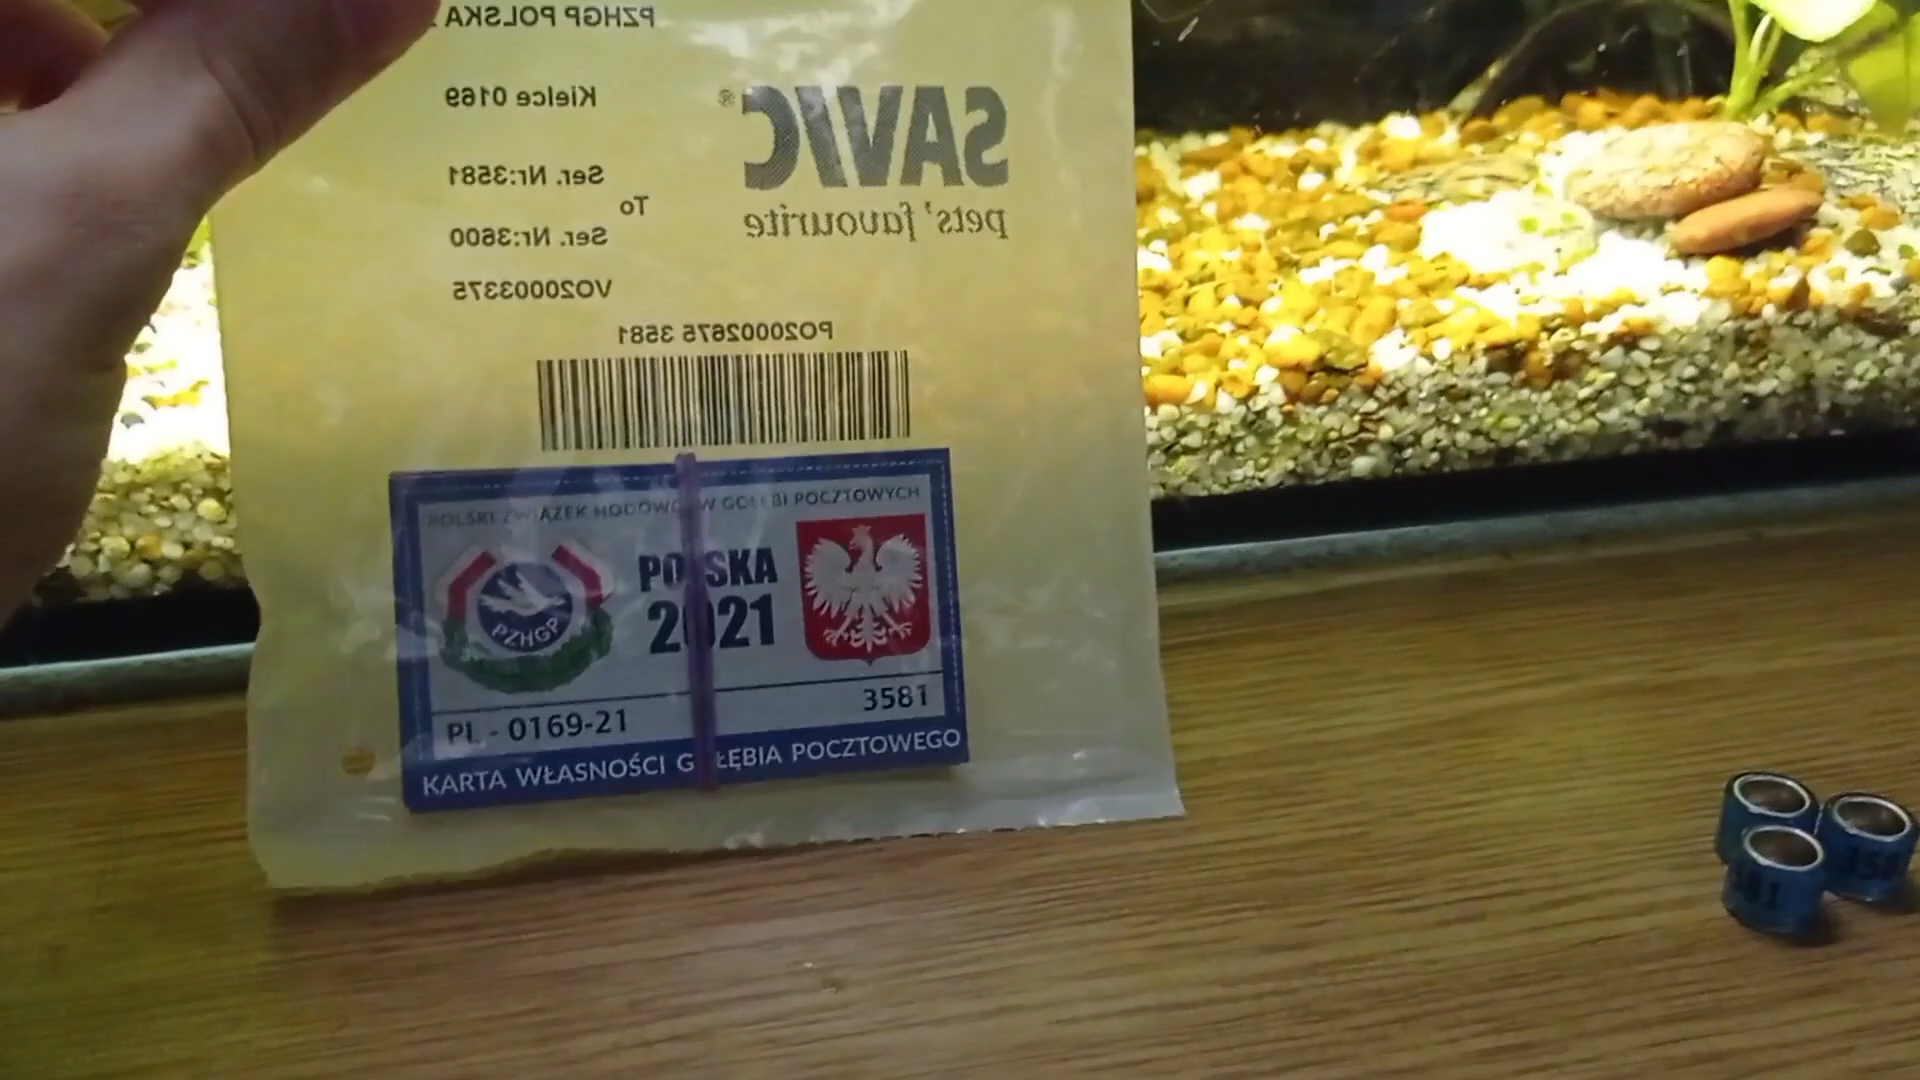 PZHGP POLSKA
Kielce 0169
Ser. Nr:3581
To
Ser. Nr:3600
VO20003375
PO20002675 3581
SAVIC®
pets' favourite
POLSKI ZWIĄZEK HODOWCÓW GOŁĘBI POCZTOWYCH
PZHGP
POLSKA
2021
PL - 0169-21
3581
KARTA WŁASNOŚCI GOŁĘBIA POCZTOWEGO